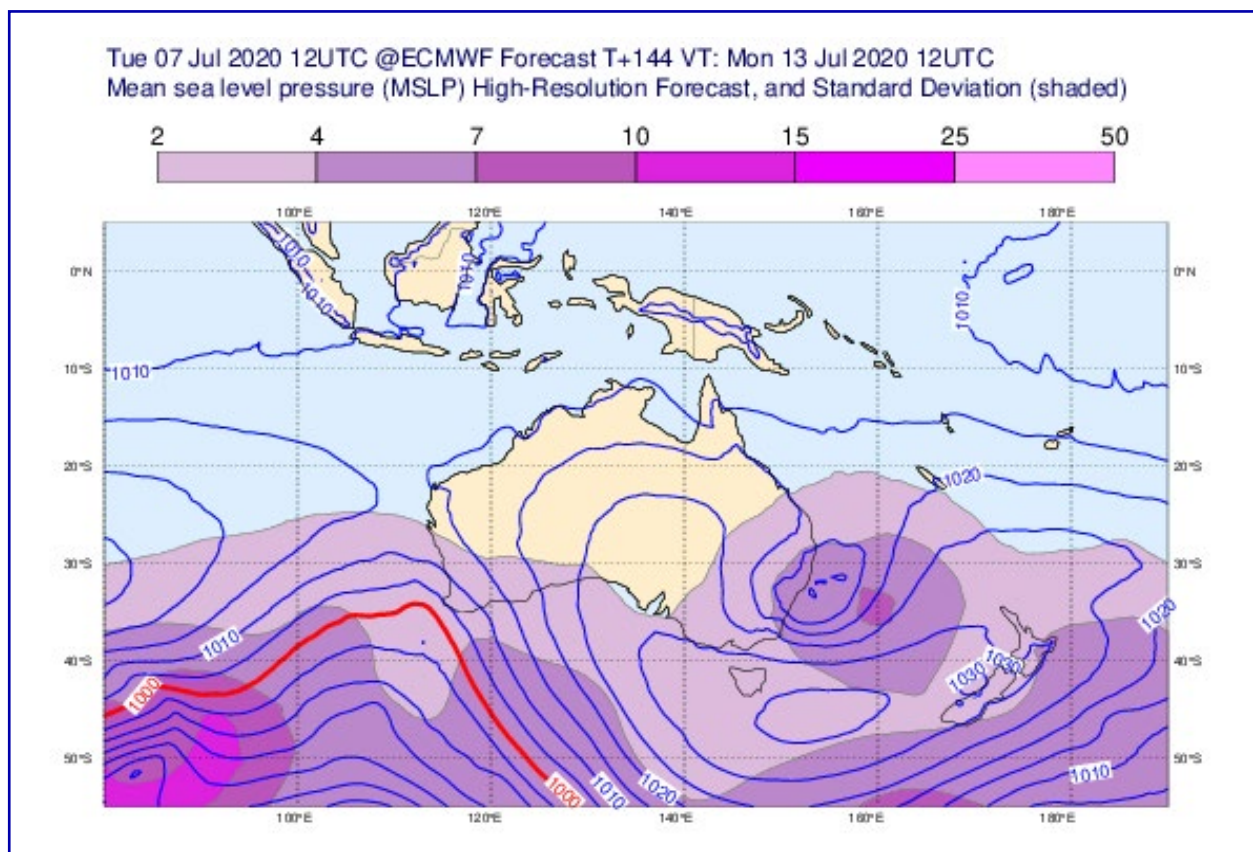 Tue 07 Jul 2020 12UTC @ECMWF Forecast T+144 VT: Mon 13 Jul 2020 12UTC
Mean sea level pressure (MSLP) High-Resolution Forecast, and Standard Deviation (shaded)
2 4 7 10 15 25 50
100°E 120°E 140°E 160°E 180°E
1010 1010
0°N 0°N
1010 1010
10°S 1010 10°S
20°S 1020 20°S
30°S 30°S
1010 1020
40°S 1030 1030 40°S
1000
50°S 1000 1010 1020 1010 50°S
100°E 120°E 140°E 160°E 180°E